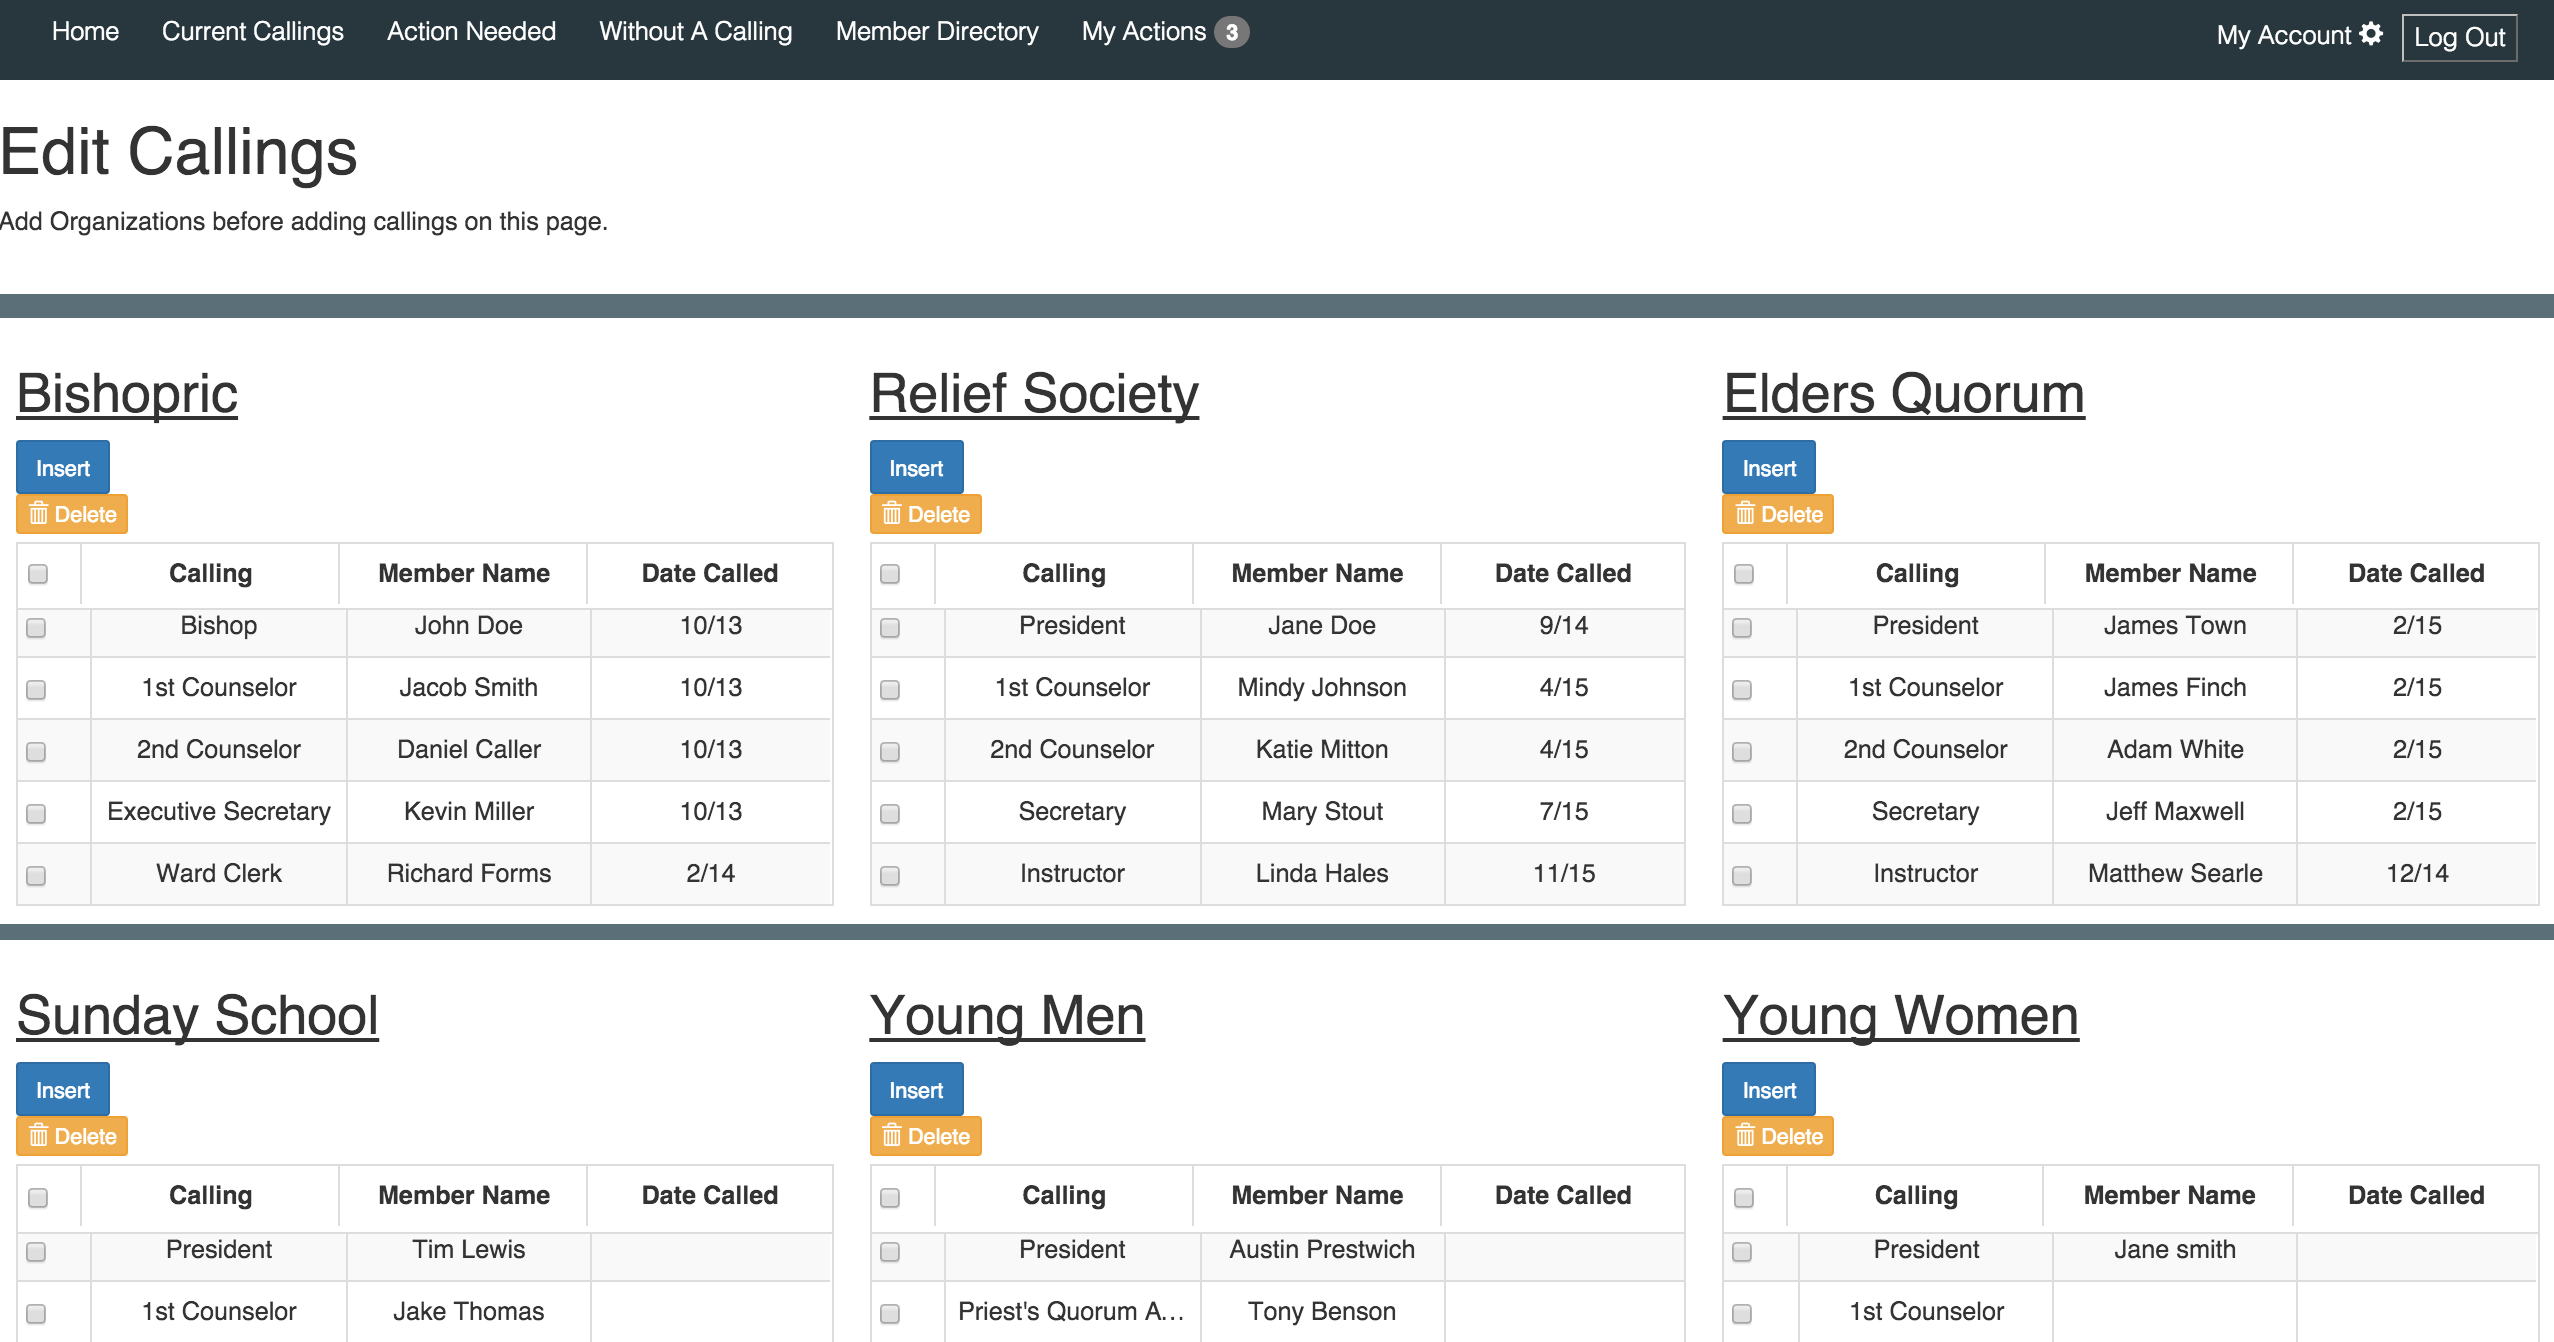 Home Current Callings Action Needed Without A Calling Member Directory My Actions 3 My Account Log Out
Edit Callings
Add Organizations before adding callings on this page.
Bishopric
Insert
Delete
Calling Member Name Date Called
Bishop John Doe 10/13
1st Counselor Jacob Smith 10/13
2nd Counselor Daniel Caller 10/13
Executive Secretary Kevin Miller 10/13
Ward Clerk Richard Forms 2/14
Relief Society
Insert
Delete
Calling Member Name Date Called
President Jane Doe 9/14
1st Counselor Mindy Johnson 4/15
2nd Counselor Katie Mitton 4/15
Secretary Mary Stout 7/15
Instructor Linda Hales 11/15
Elders Quorum
Insert
Delete
Calling Member Name Date Called
President James Town 2/15
1st Counselor James Finch 2/15
2nd Counselor Adam White 2/15
Secretary Jeff Maxwell 2/15
Instructor Matthew Searle 12/14
Sunday School
Insert
Delete
Calling Member Name Date Called
President Tim Lewis
1st Counselor Jake Thomas
Young Men
Insert
Delete
Calling Member Name Date Called
President Austin Prestwich
Priest's Quorum A... Tony Benson
Young Women
Insert
Delete
Calling Member Name Date Called
President Jane smith
1st Counselor